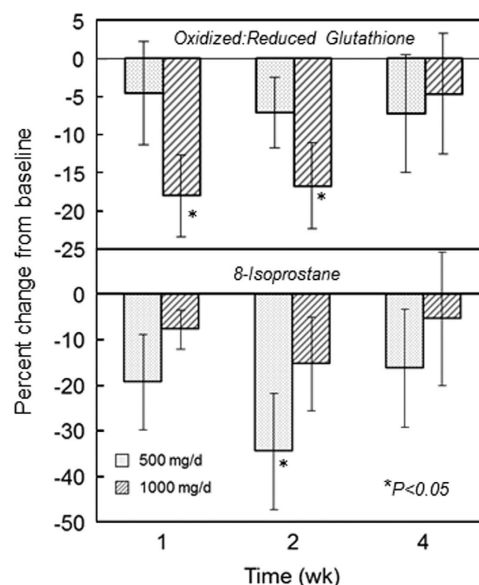 Percent change from baseline
5
Oxidized:Reduced Glutathione
0
-5
-10
-15
-20
-25
*
*
8-Isoprostane
0
-10
-20
-30
-40
-50
*
500 mg/d
1000 mg/d
*P<0.05
1 2 4
Time (wk)